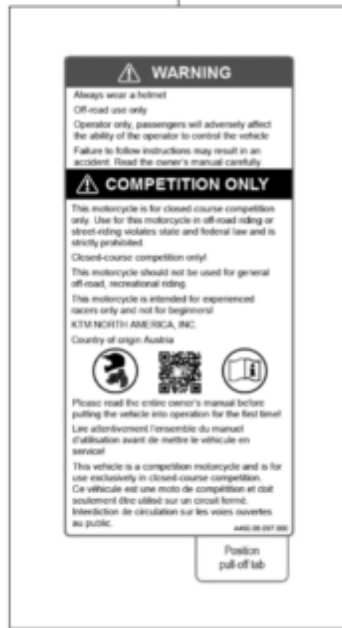 WARNING
Always wear a helmet
Off-road use only
Operator only, passengers will adversely affect
the ability of the operator to control the vehicle
Failure to follow instructions may result in an
accident. Read the owner's manual carefully.
COMPETITION ONLY
This motorcycle is for closed-course competition
only. Use for this motorcycle in off-road riding or
street-riding violates state and federal law and is
strictly prohibited.
Closed-course competition only!
This motorcycle should not be used for general
off-road, recreational riding.
This motorcycle is intended for experienced
racers only and not for beginners!
KTM NORTH AMERICA, INC.
Country of origin Austria
Please read the entire owner's manual before
putting the vehicle into operation for the first time!
Lire attentivement l'ensemble du manuel
d'utilisation avant de mettre le véhicule en
service!
This vehicle is a competition motorcycle and is for
use exclusively in closed-course competition.
Ce véhicule est une moto de compétition et doit
seulement être utilisé sur un circuit fermé.
Interdiction de circulation sur les voies ouvertes
au public.
Position
pull-off tab